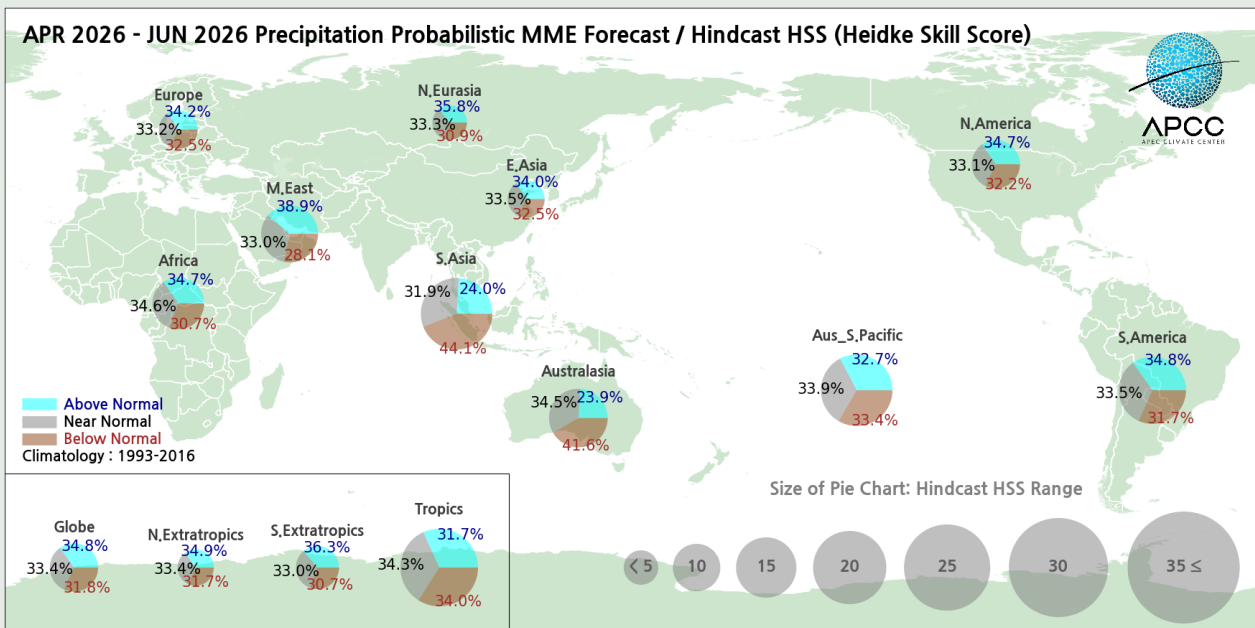 APR 2026 - JUN 2026 Precipitation Probabilistic MME Forecast / Hindcast HSS (Heidke Skill Score)
APCC
APEC CLIMATE CENTER
Europe
34.2%
33.2%
32.5%
N.Eurasia
35.8%
33.3%
30.9%
N.America
34.7%
33.1%
32.2%
E.Asia
34.0%
33.5%
32.5%
M.East
38.9%
33.0%
28.1%
Africa
34.7%
34.6%
30.7%
S.Asia
24.0%
31.9%
44.1%
Aus_S.Pacific
32.7%
33.9%
33.4%
S.America
34.8%
33.5%
31.7%
Australasia
23.9%
34.5%
41.6%
Above Normal
Near Normal
Below Normal
Climatology : 1993-2016
Globe
34.8%
33.4%
31.8%
N.Extratropics
34.9%
33.4%
31.7%
S.Extratropics
36.3%
33.0%
30.7%
Tropics
31.7%
34.3%
34.0%
Size of Pie Chart: Hindcast HSS Range
< 5 10 15 20 25 30 35 ≤